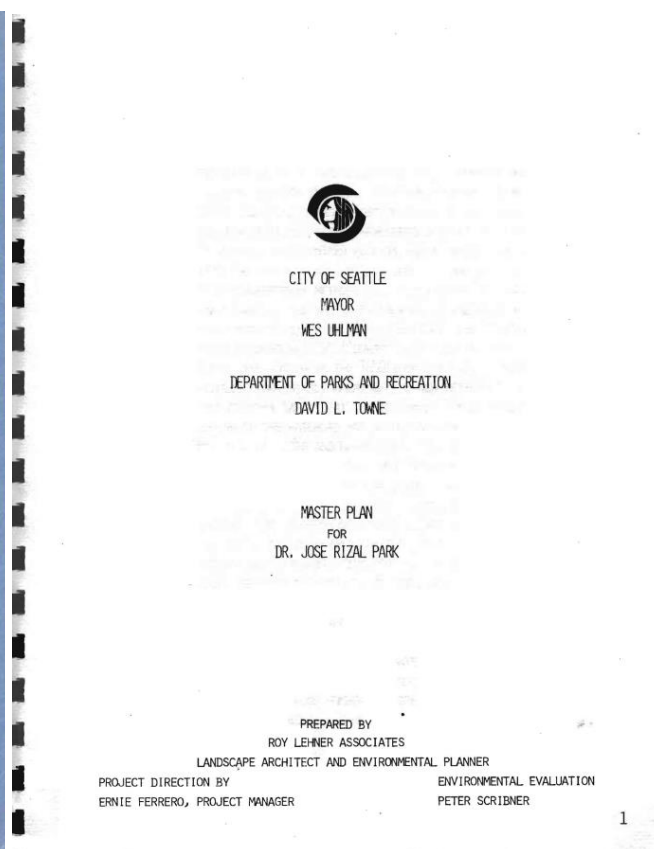 CITY OF SEATTLE
MAYOR
WES UHLMAN
DEPARTMENT OF PARKS AND RECREATION
DAVID L. TOWNE
MASTER PLAN
FOR
DR. JOSE RIZAL PARK
PREPARED BY
ROY LEHNER ASSOCIATES
LANDSCAPE ARCHITECT AND ENVIRONMENTAL PLANNER
PROJECT DIRECTION BY
ERNIE FERRERO, PROJECT MANAGER
ENVIRONMENTAL EVALUATION
PETER SCRIBNER
1